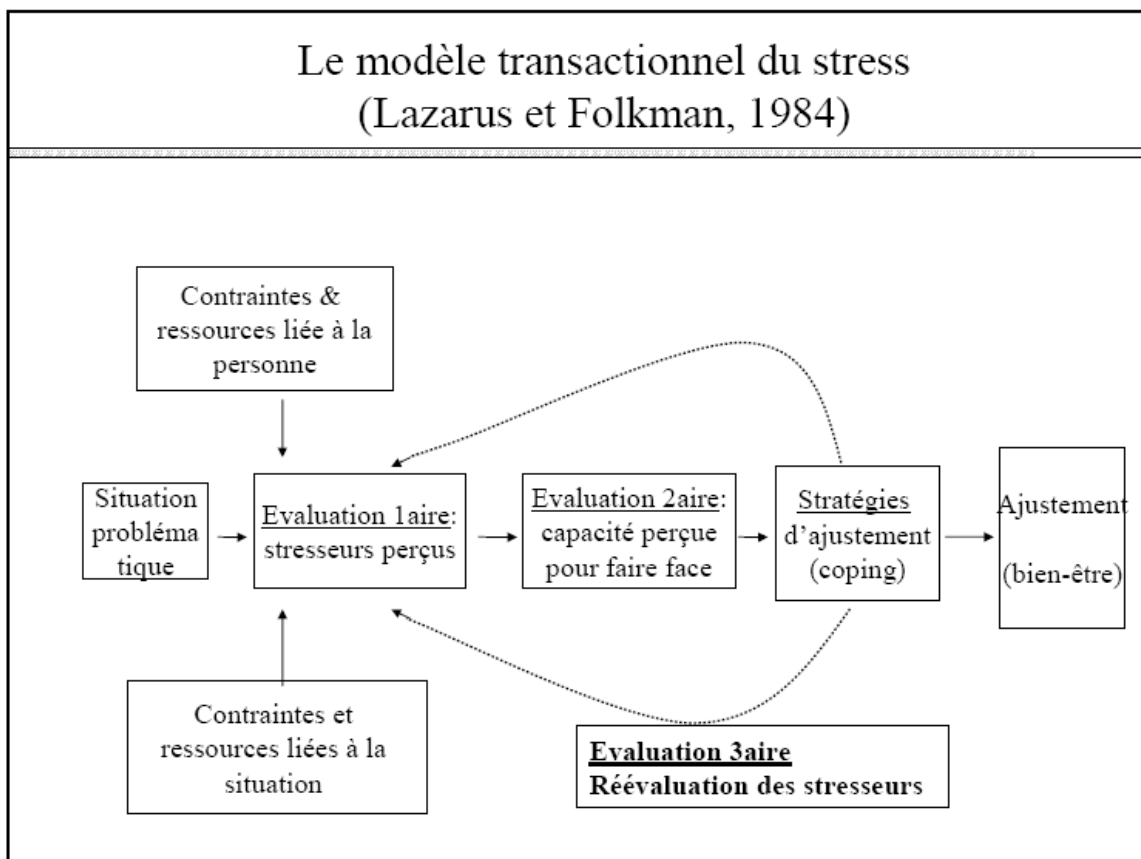 Le modèle transactionnel du stress
(Lazarus et Folkman, 1984)
Contraintes &
ressources liée à la
personne
Situation
probléma
tique
Evaluation 1aire:
stresseurs perçus
Evaluation 2aire:
capacité perçue
pour faire face
Stratégies
d'ajustement
(coping)
Ajustement
(bien-être)
Contraintes et
ressources liées à la
situation
Evaluation 3aire
Réévaluation des stresseurs